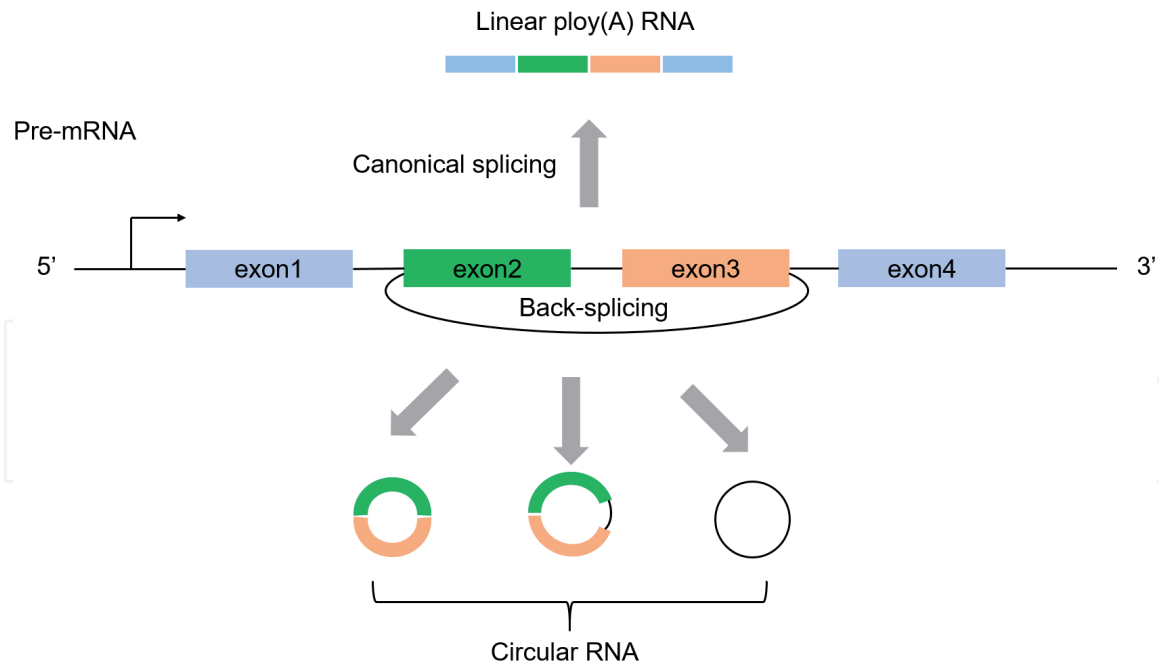 Linear ploy(A) RNA
Pre-mRNA
Canonical splicing
5’ exon1 exon2 exon3 exon4 3’
Back-splicing
Circular RNA